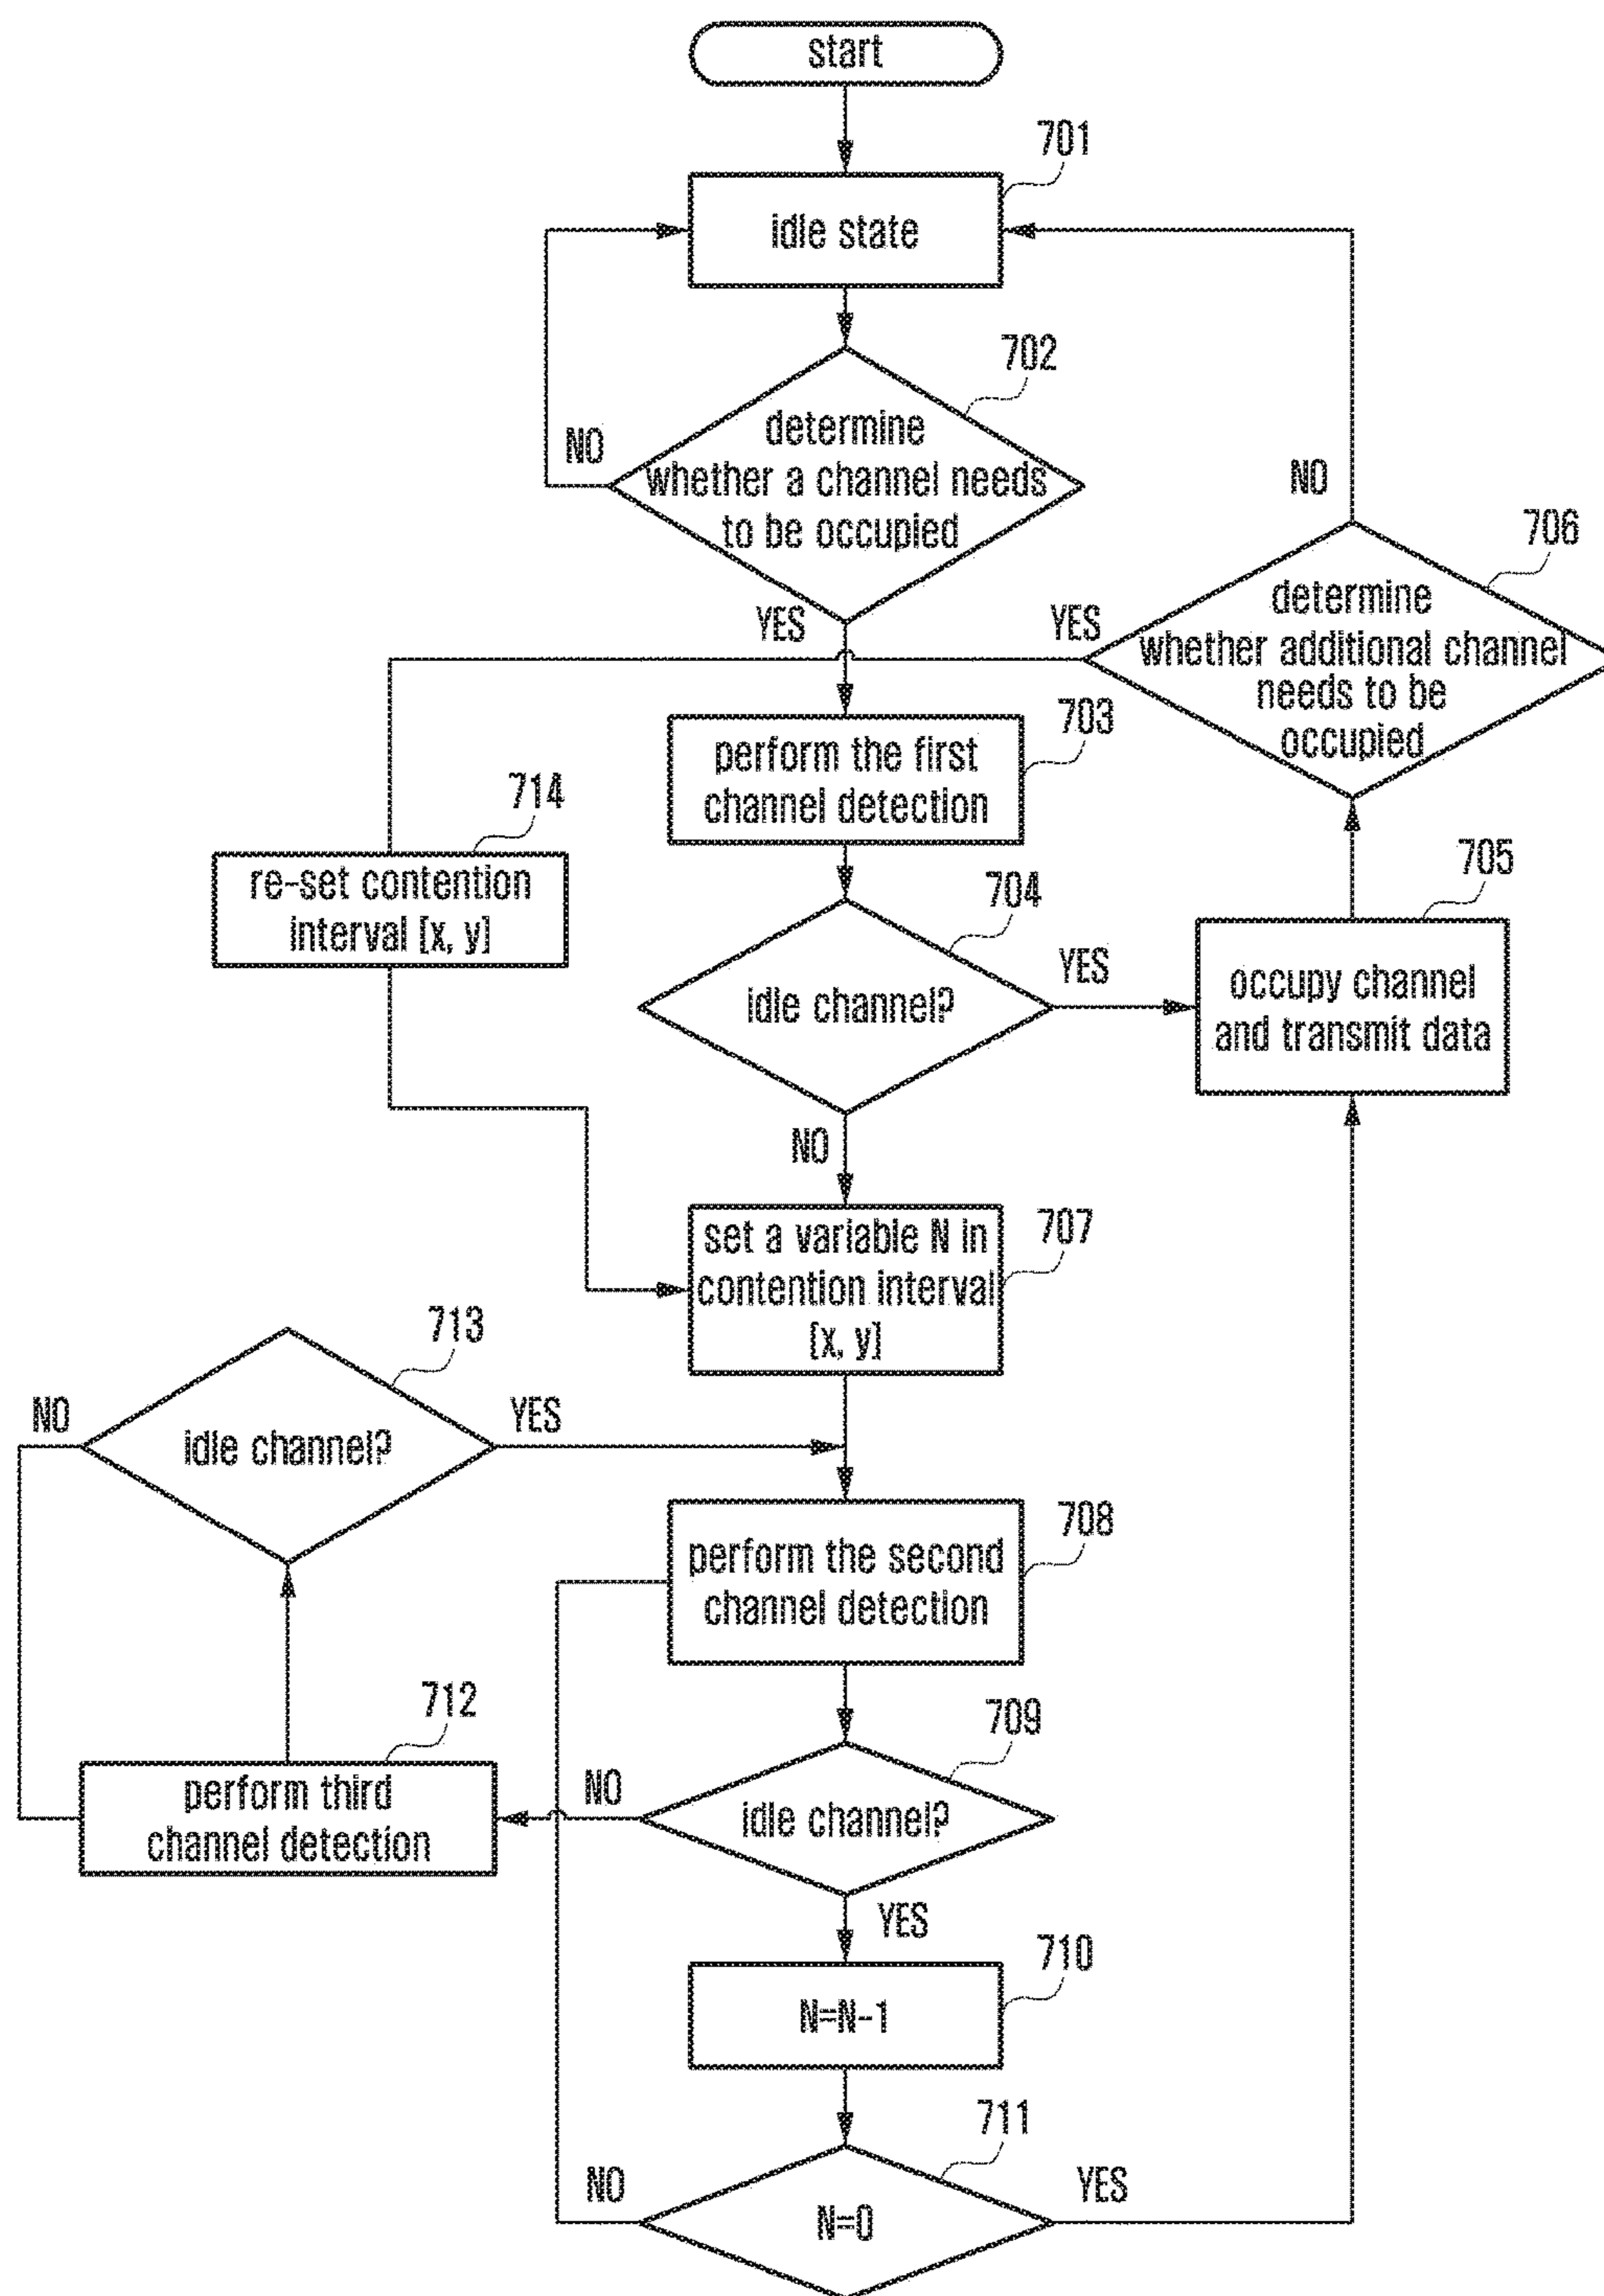 start
701
idle state
702
determine
whether a channel needs
to be occupied
NO
YES
706
determine
whether additional channel
needs to be
occupied
NO
YES
703
perform the first
channel detection
714
re-set contention
interval [x, y]
704
idle channel?
YES
NO
705
occupy channel
and transmit data
707
set a variable N in
contention interval
[x, y]
713
idle channel?
NO
YES
708
perform the second
channel detection
712
perform third
channel detection
709
idle channel?
NO
YES
710
N=N-1
711
N=0
NO
YES